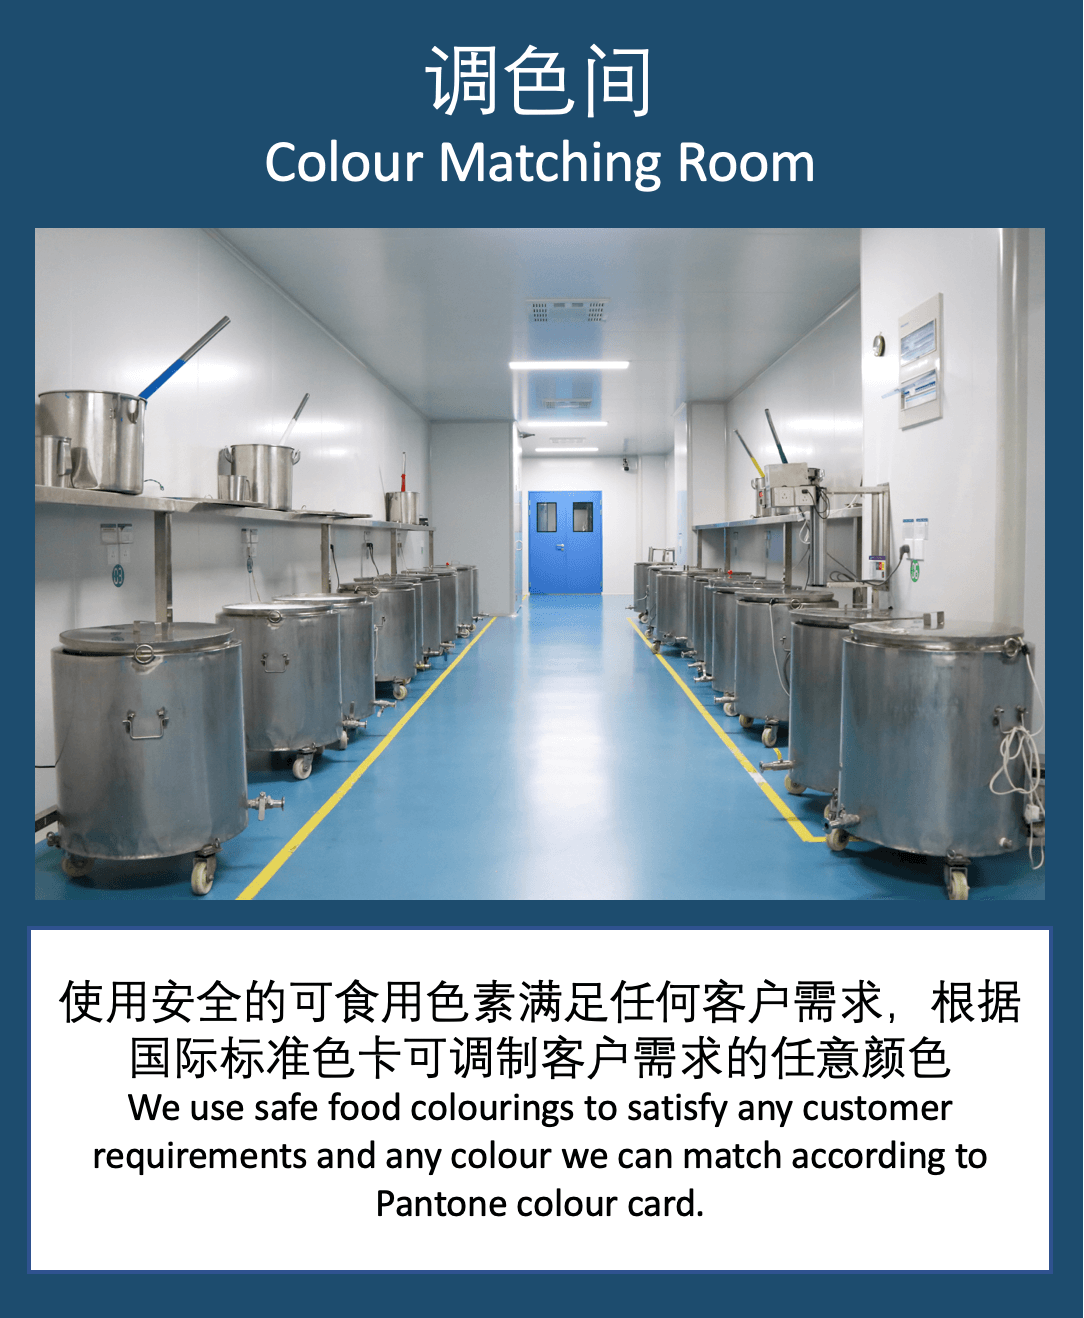 调色间
Colour Matching Room
使用安全的可食用色素满足任何客户需求，根据
国际标准色卡可调制客户需求的任意颜色
We use safe food colourings to satisfy any customer
requirements and any colour we can match according to
Pantone colour card.